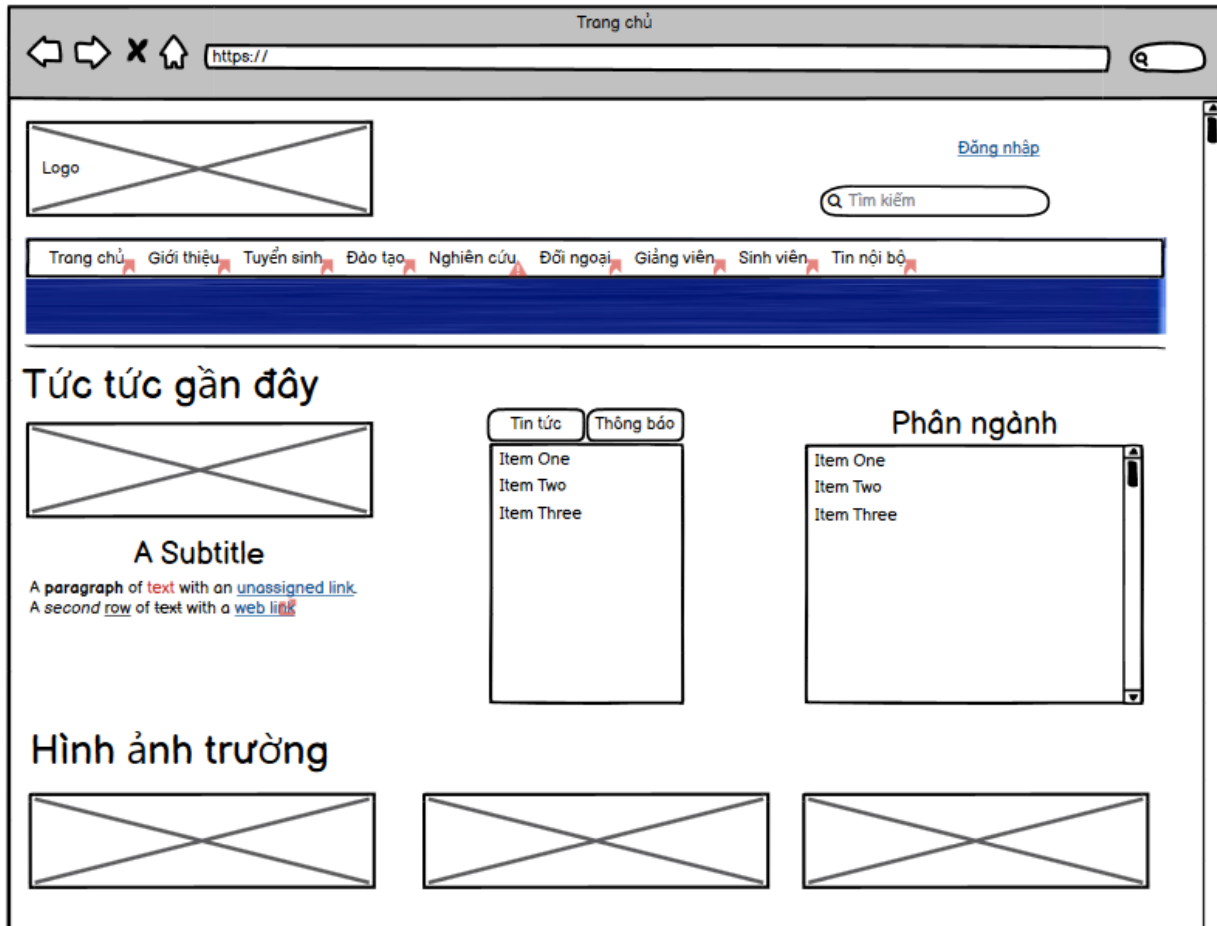 Trang chủ
https://
Logo
Đăng nhập
Tìm kiếm
Trang chủ Giới thiệu Tuyển sinh Đào tạo Nghiên cứu Đối ngoại Giảng viên Sinh viên Tin nội bộ
Tức tức gần đây
A Subtitle
A paragraph of text with an unassigned link.
A second row of text with a web link
Tin tức Thông báo
Item One
Item Two
Item Three
Phân ngành
Item One
Item Two
Item Three
Hình ảnh trường